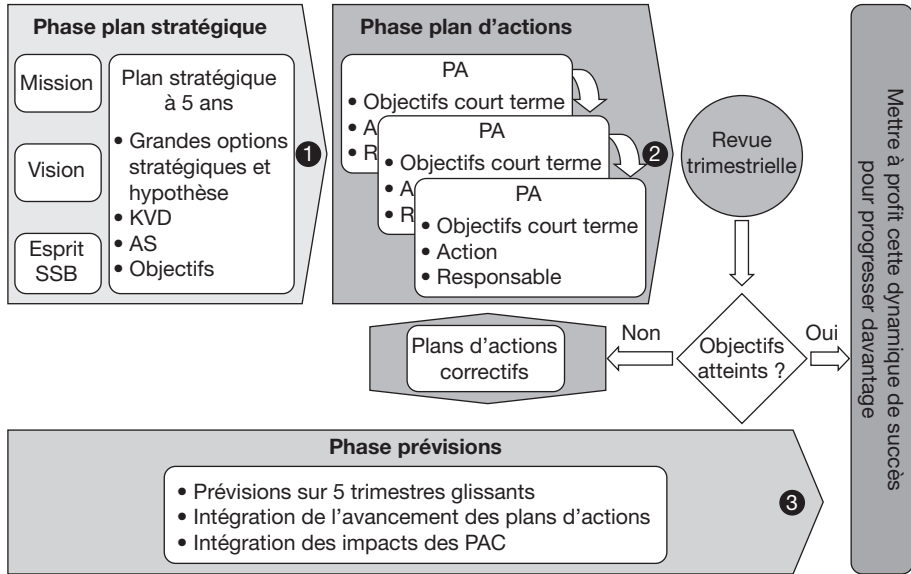 Phase plan stratégique
Mission
Vision
Esprit
SSB
Plan stratégique
à 5 ans
• Grandes options
stratégiques et
hypothèse
• KVD
• AS
• Objectifs
1
Phase plan d'actions
PA
• Objectifs court terme
• A
• R
PA
• Objectifs court terme
• A
• R
PA
• Objectifs court terme
• Action
• Responsable
2
Revue
trimestrielle
Objectifs
atteints ?
Non
Oui
Plans d'actions
correctifs
Mettre à profit cette dynamique de succès
pour progresser davantage
Phase prévisions
• Prévisions sur 5 trimestres glissants
• Intégration de l'avancement des plans d'actions
• Intégration des impacts des PAC
3